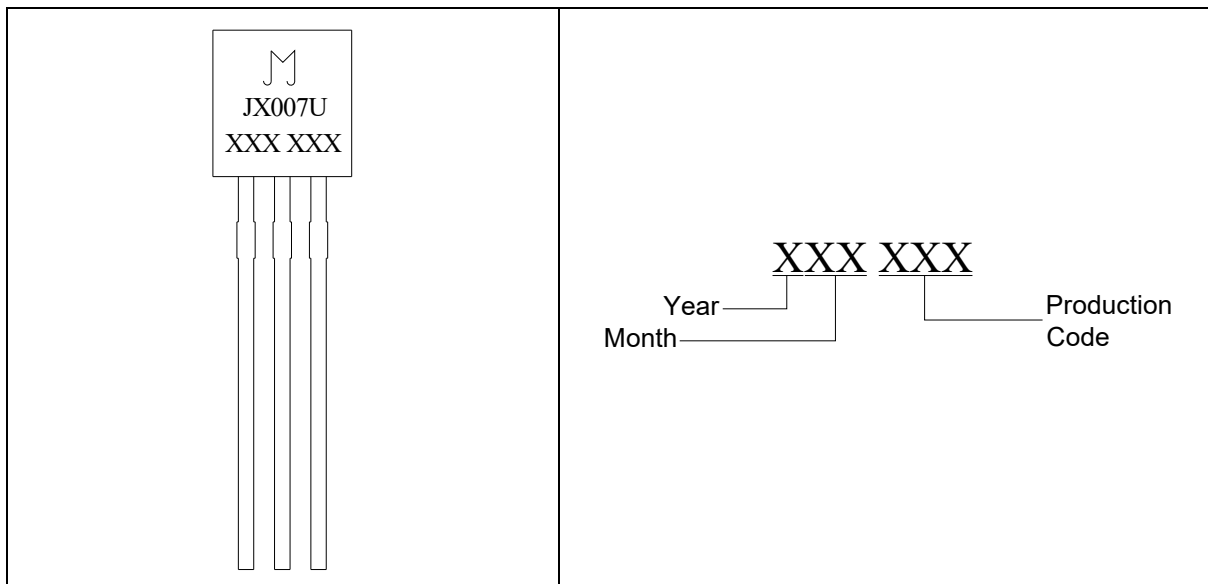 JX007U
XXX XXX
XXX XXX
Year
Month
Production
Code